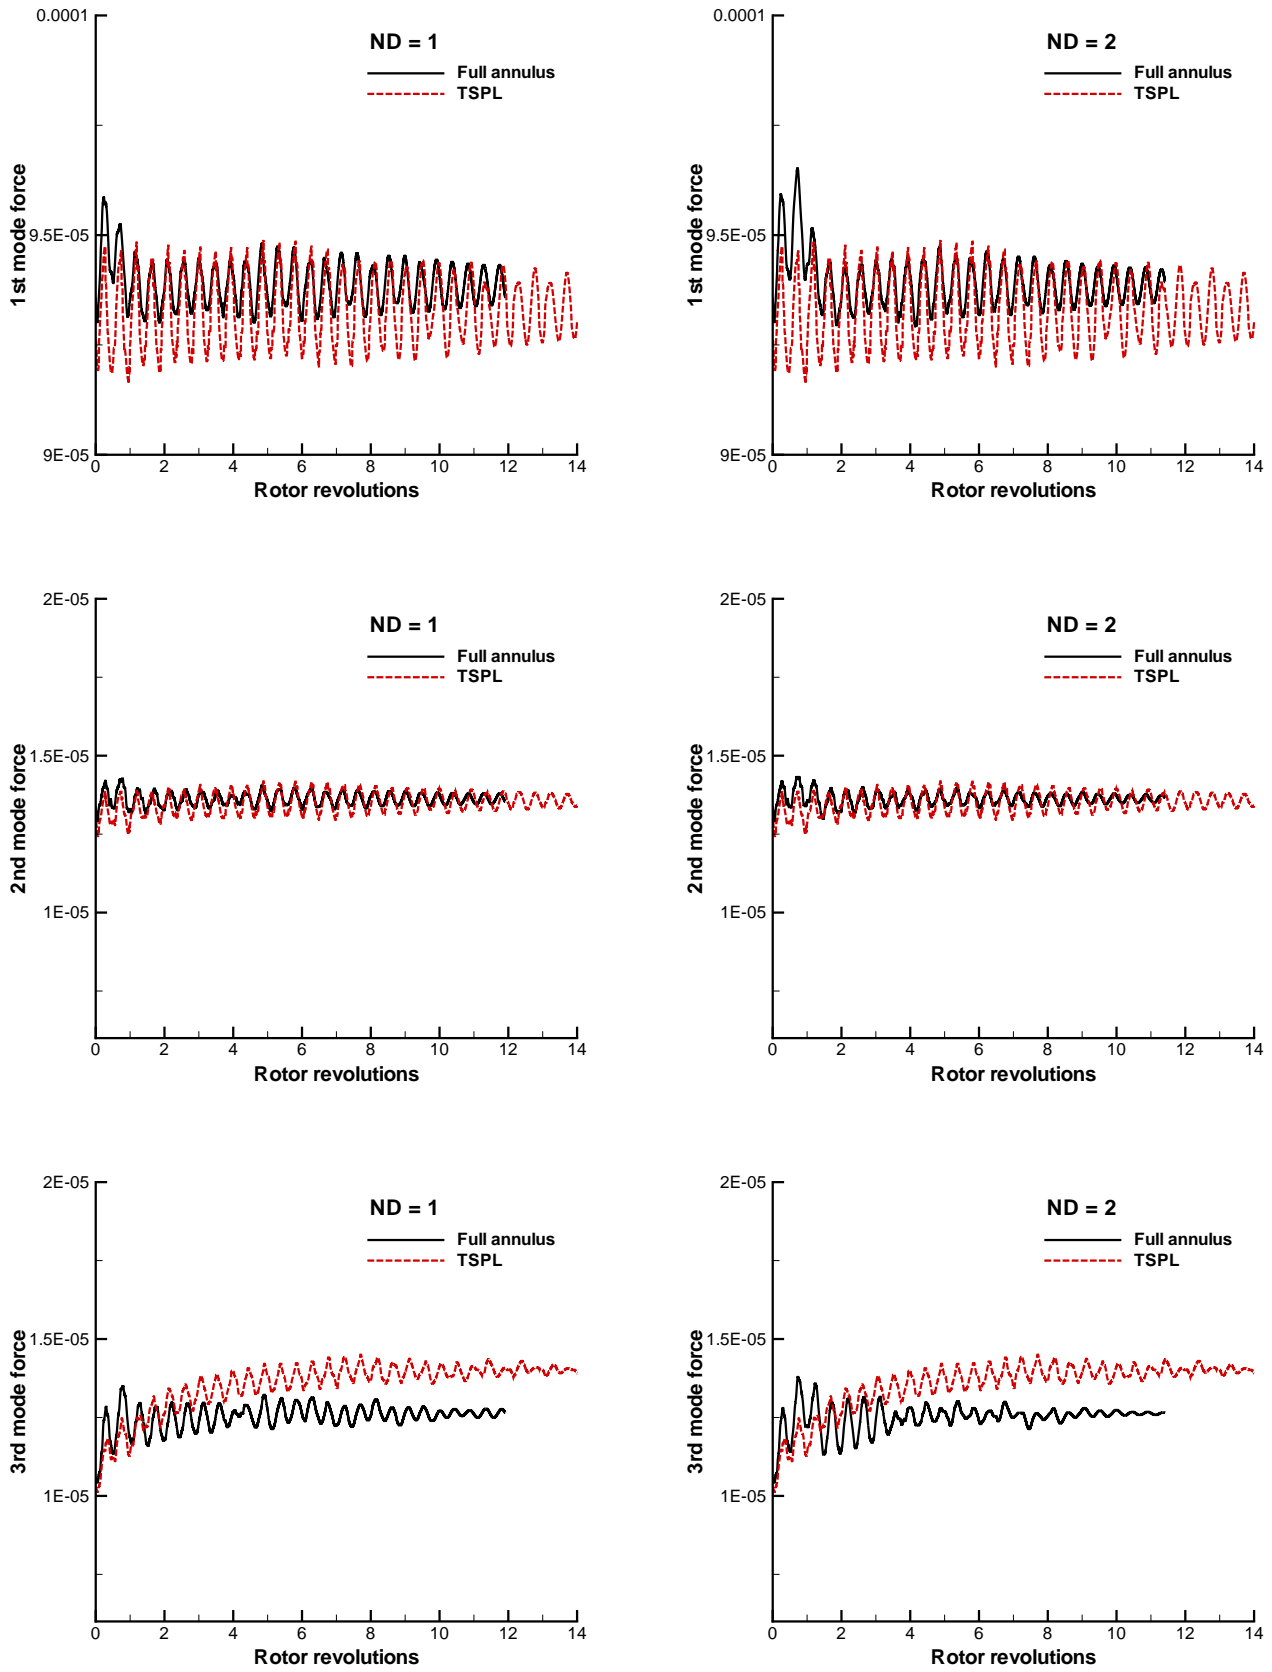 0.0001
ND = 1
Full annulus
TSPL
1st mode force
9.5E-05
9E-05
0 2 4 6 8 10 12 14
Rotor revolutions
0.0001
ND = 2
Full annulus
TSPL
1st mode force
9.5E-05
9E-05
0 2 4 6 8 10 12 14
Rotor revolutions
2E-05
ND = 1
Full annulus
TSPL
2nd mode force
1.5E-05
1E-05
0 2 4 6 8 10 12 14
Rotor revolutions
2E-05
ND = 2
Full annulus
TSPL
2nd mode force
1.5E-05
1E-05
0 2 4 6 8 10 12 14
Rotor revolutions
2E-05
ND = 1
Full annulus
TSPL
3rd mode force
1.5E-05
1E-05
0 2 4 6 8 10 12 14
Rotor revolutions
2E-05
ND = 2
Full annulus
TSPL
3rd mode force
1.5E-05
1E-05
0 2 4 6 8 10 12 14
Rotor revolutions